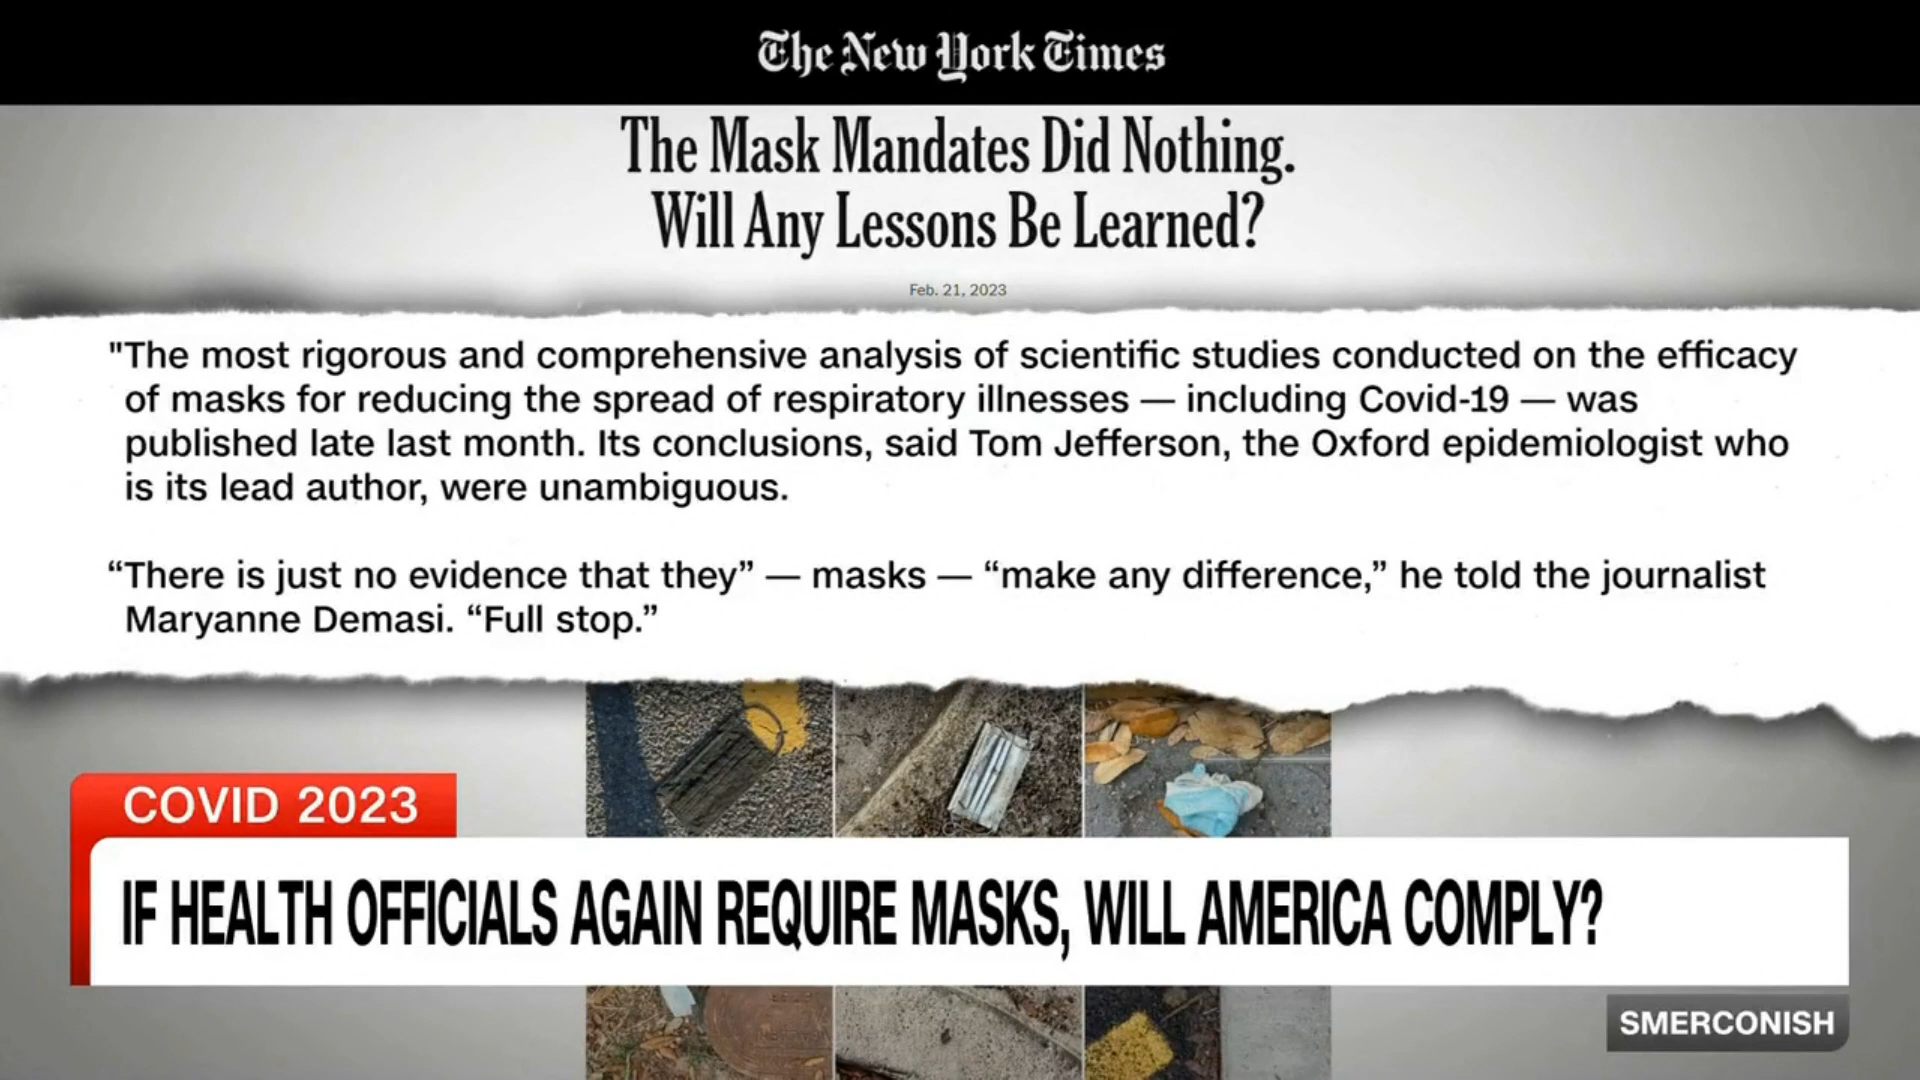 The New York Times
The Mask Mandates Did Nothing.
Will Any Lessons Be Learned?
Feb. 21, 2023
"The most rigorous and comprehensive analysis of scientific studies conducted on the efficacy
of masks for reducing the spread of respiratory illnesses — including Covid-19 — was
published late last month. Its conclusions, said Tom Jefferson, the Oxford epidemiologist who
is its lead author, were unambiguous.
“There is just no evidence that they” — masks — “make any difference,” he told the journalist
Maryanne Demasi. “Full stop.”
COVID 2023
IF HEALTH OFFICIALS AGAIN REQUIRE MASKS, WILL AMERICA COMPLY?
SMERCONISH